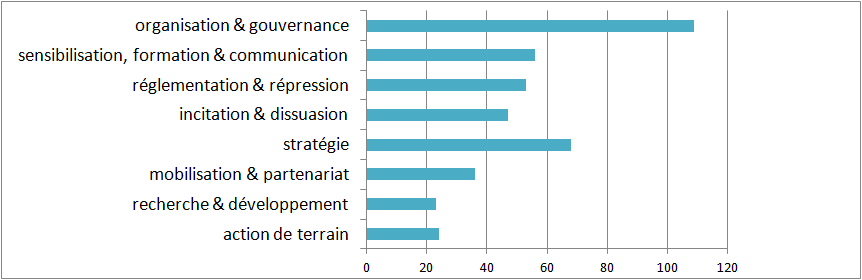 organisation & gouvernance
sensibilisation, formation & communication
réglementation & répression
incitation & dissuasion
stratégie
mobilisation & partenariat
recherche & développement
action de terrain
0 20 40 60 80 100 120